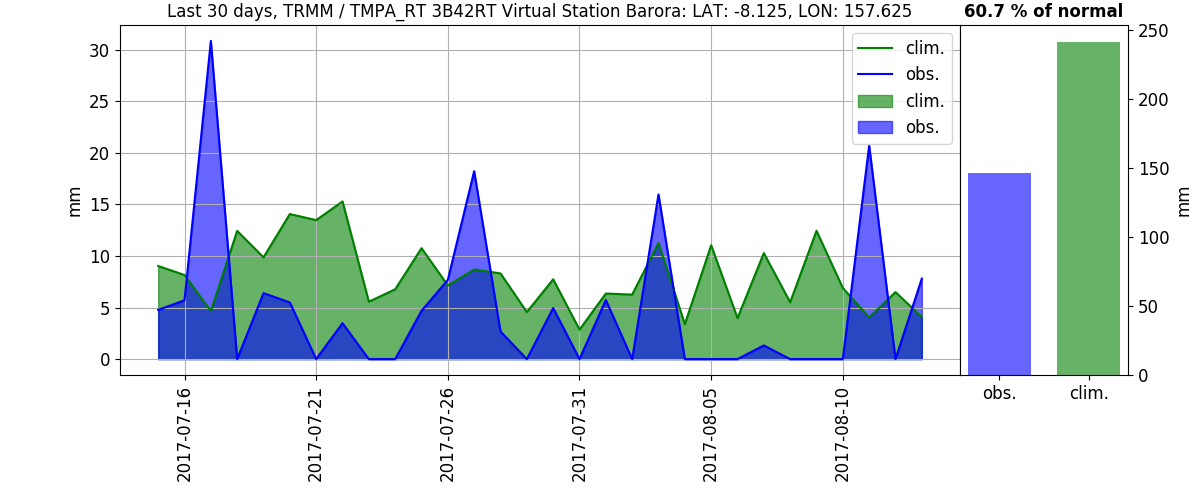 Last 30 days, TRMM / TMPA_RT 3B42RT Virtual Station Barora: LAT: -8.125, LON: 157.625
60.7 % of normal
mm
30
25
20
15
10
5
0
clim.
obs.
clim.
obs.
2017-07-16
2017-07-21
2017-07-26
2017-07-31
2017-08-05
2017-08-10
250
200
150
100
50
0
mm
obs.
clim.